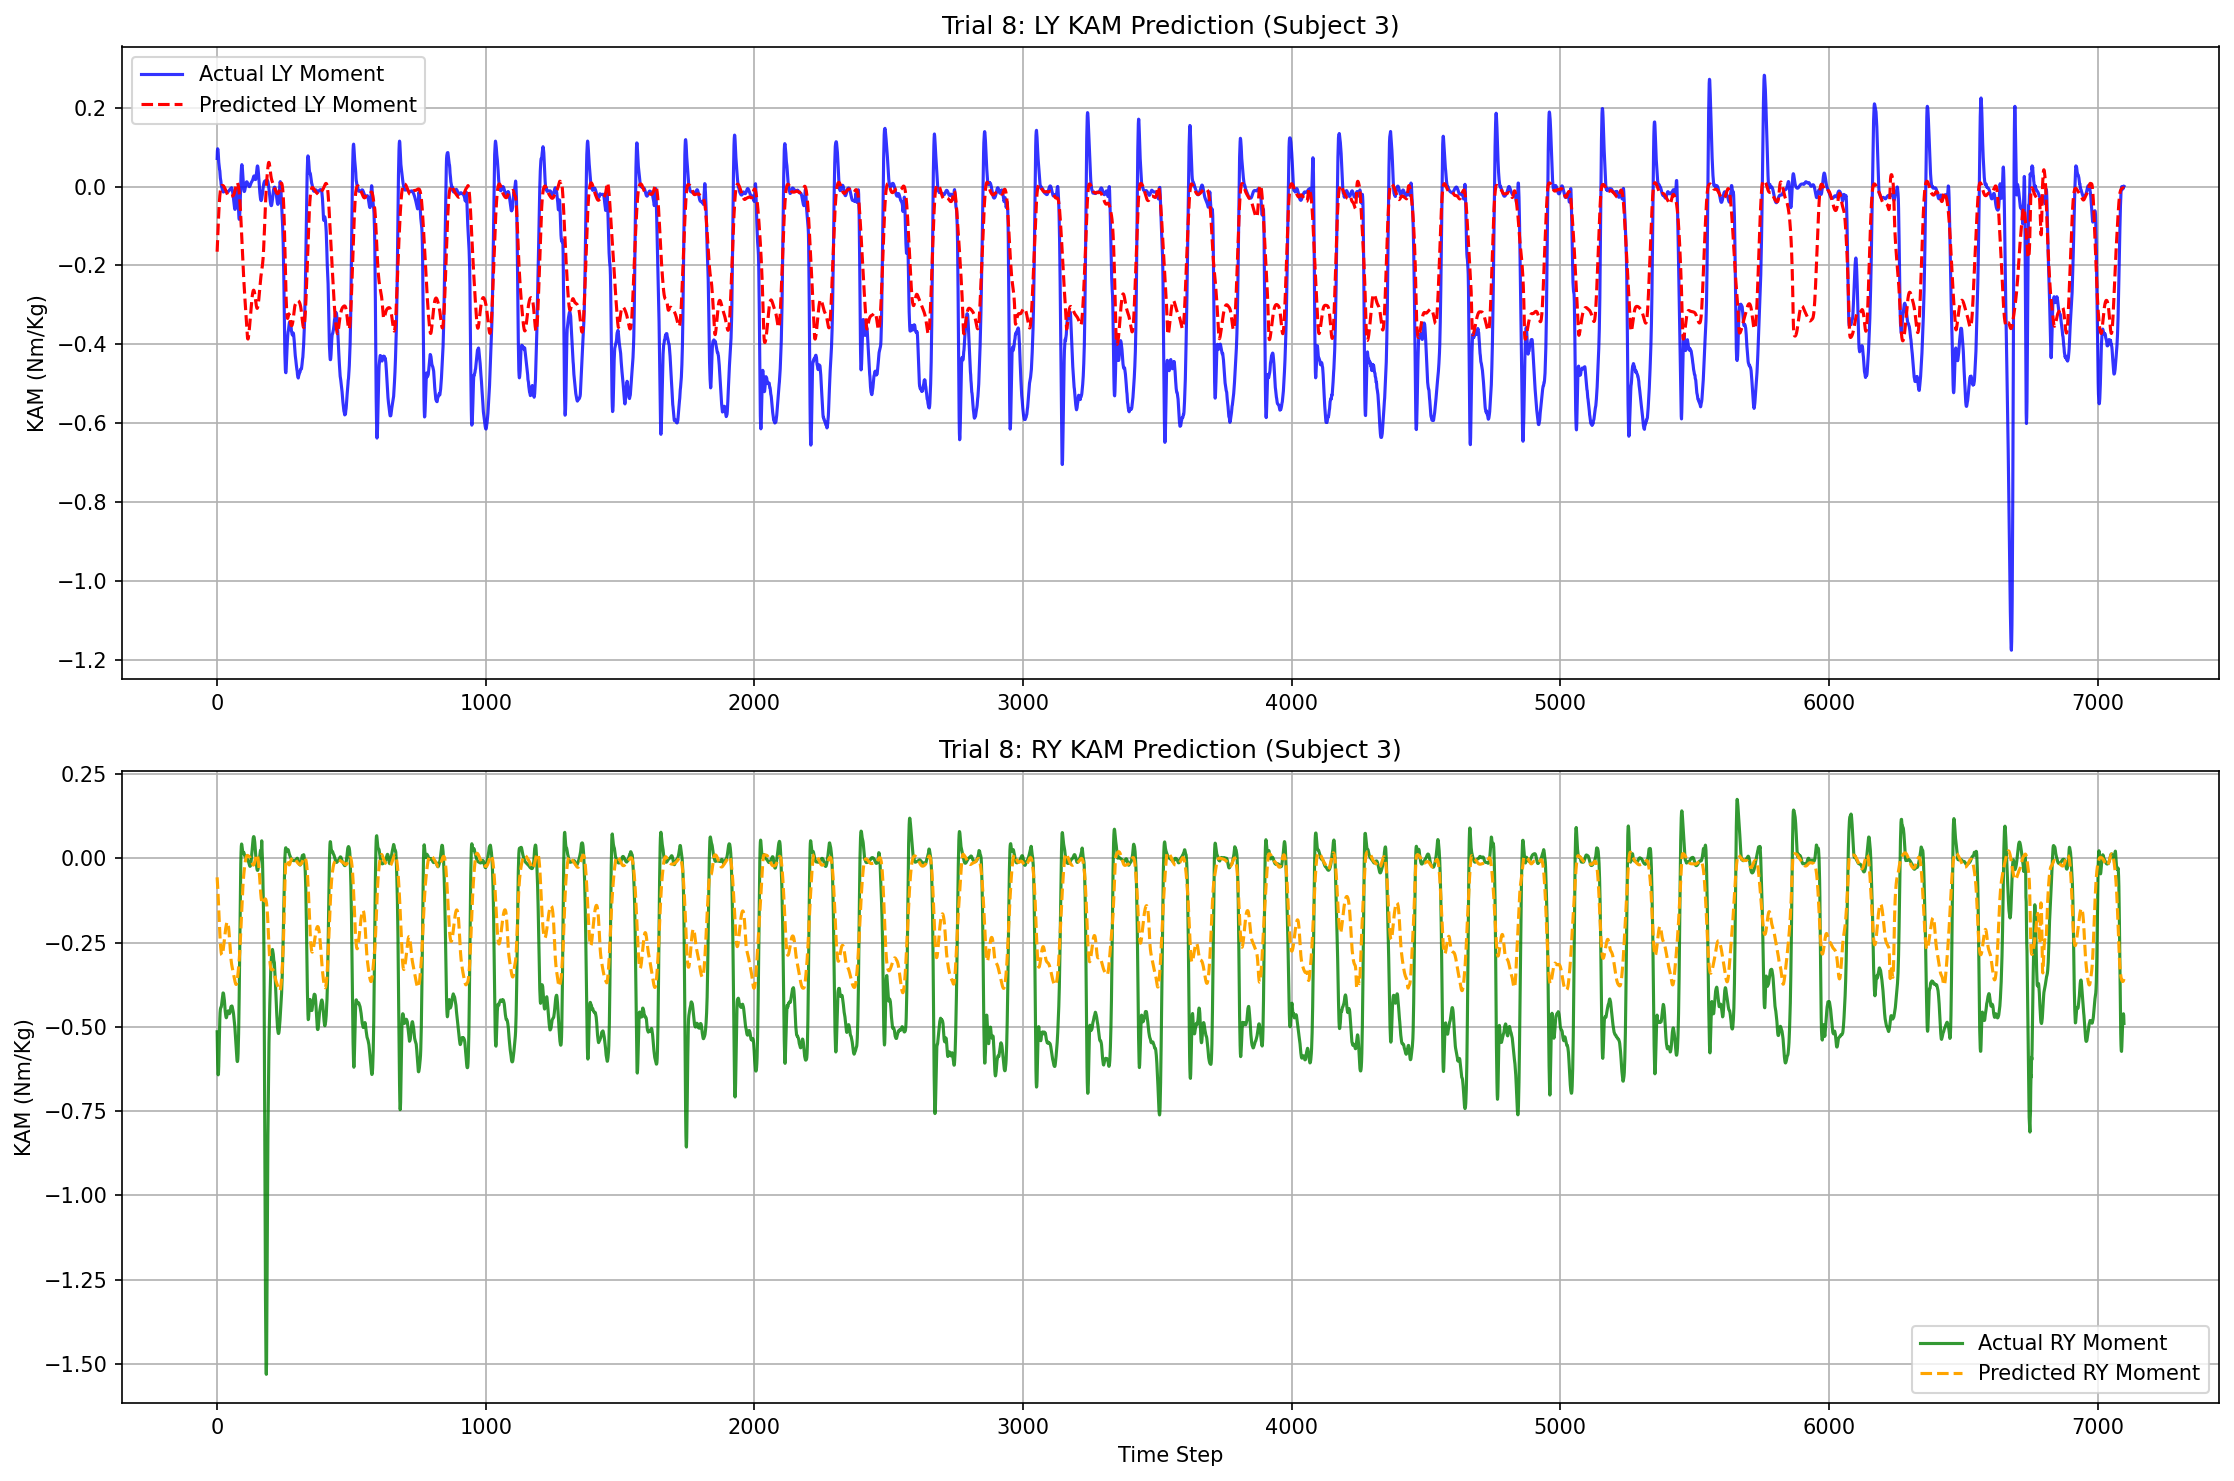 Trial 8: LY KAM Prediction (Subject 3)
Actual LY Moment
Predicted LY Moment
KAM (Nm/Kg)
0.2
0.0
−0.2
−0.4
−0.6
−0.8
−1.0
−1.2
0 1000 2000 3000 4000 5000 6000 7000
Trial 8: RY KAM Prediction (Subject 3)
KAM (Nm/Kg)
0.25
0.00
−0.25
−0.50
−0.75
−1.00
−1.25
−1.50
Actual RY Moment
Predicted RY Moment
0 1000 2000 3000 4000 5000 6000 7000
Time Step